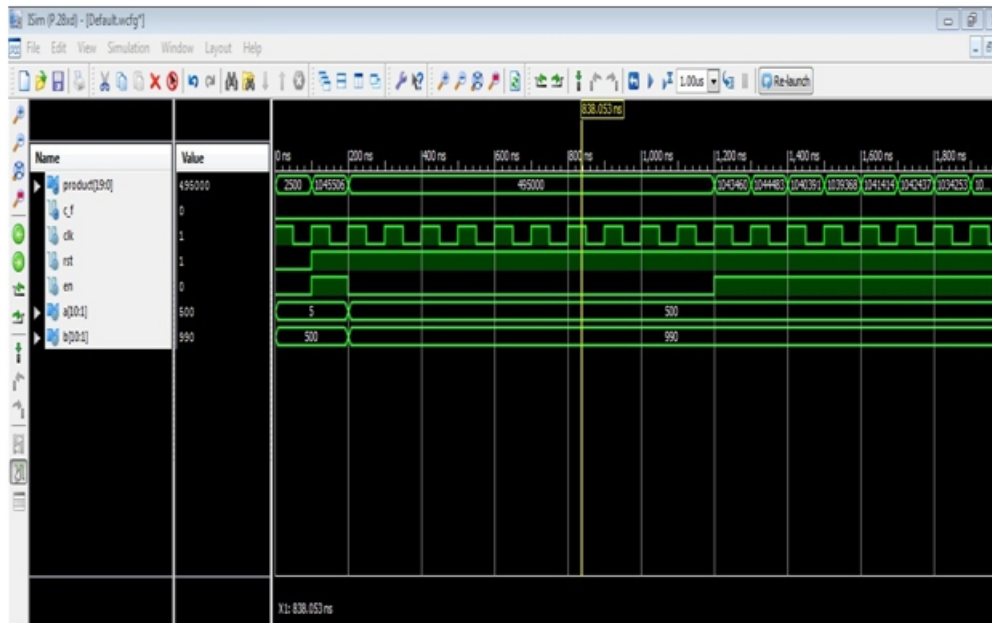 ISim (P.28xd) - [Default.wcfg*]
File Edit View Simulation Window Layout Help
1.00us Re-launch
838.053 ns
Name Value
0 ns 200 ns 400 ns 600 ns 800 ns 1,000 ns 1,200 ns 1,400 ns 1,600 ns 1,800 ns
product[19:0] 495000 2500 1045506 495000 1043460 1044483 1040391 1039368 1041414 1042437 1034253 10...
c_f 0
clk 1
rst 1
en 0
a[10:1] 500 5 500
b[10:1] 990 500 990
X1: 838.053 ns